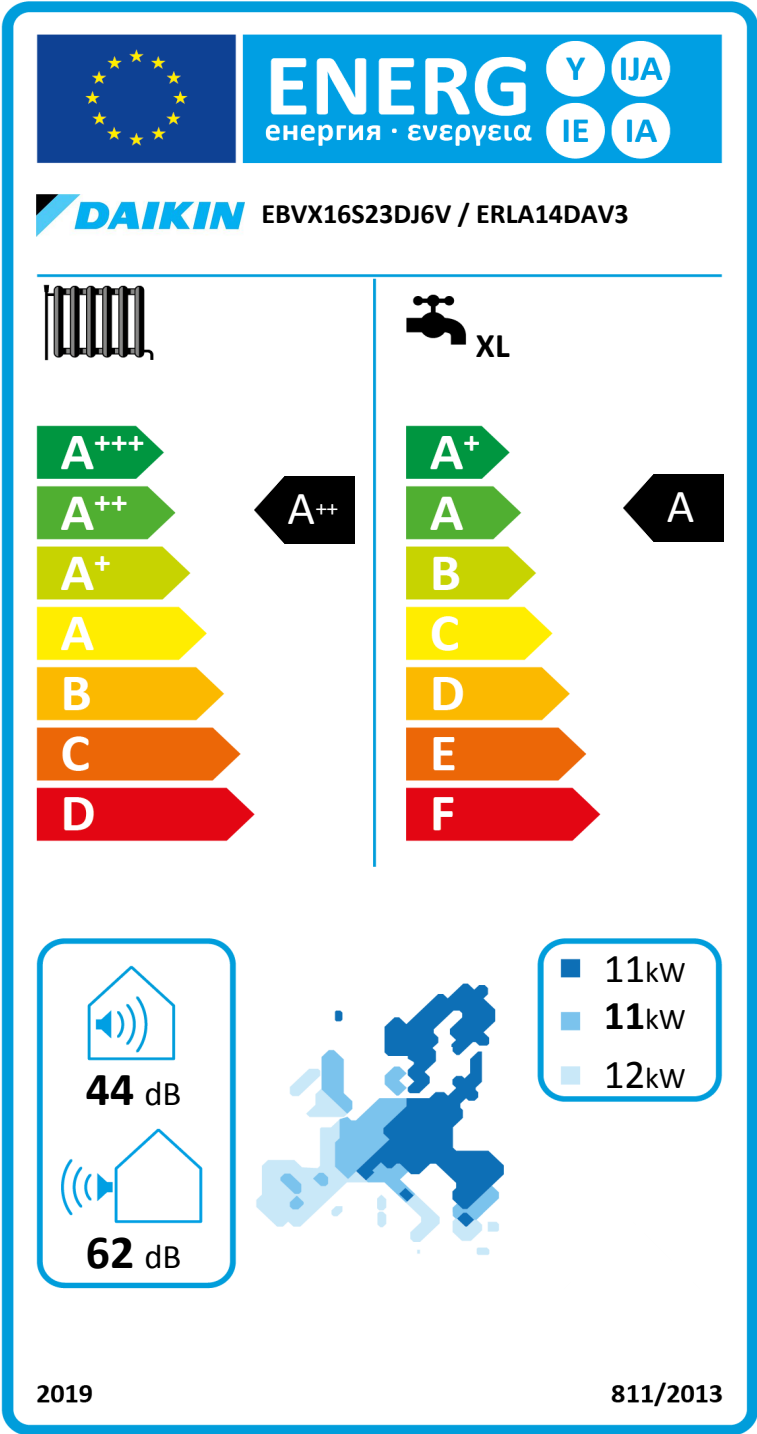 ENERG
енергия · ενεργεια
Y IJA
IE IA
DAIKIN EBVX16S23DJ6V / ERLA14DAV3
XL
A+++
A++
A+
A
B
C
D
A++
A+
A
B
C
D
E
F
A
44 dB
62 dB
11kW
11kW
12kW
2019
811/2013